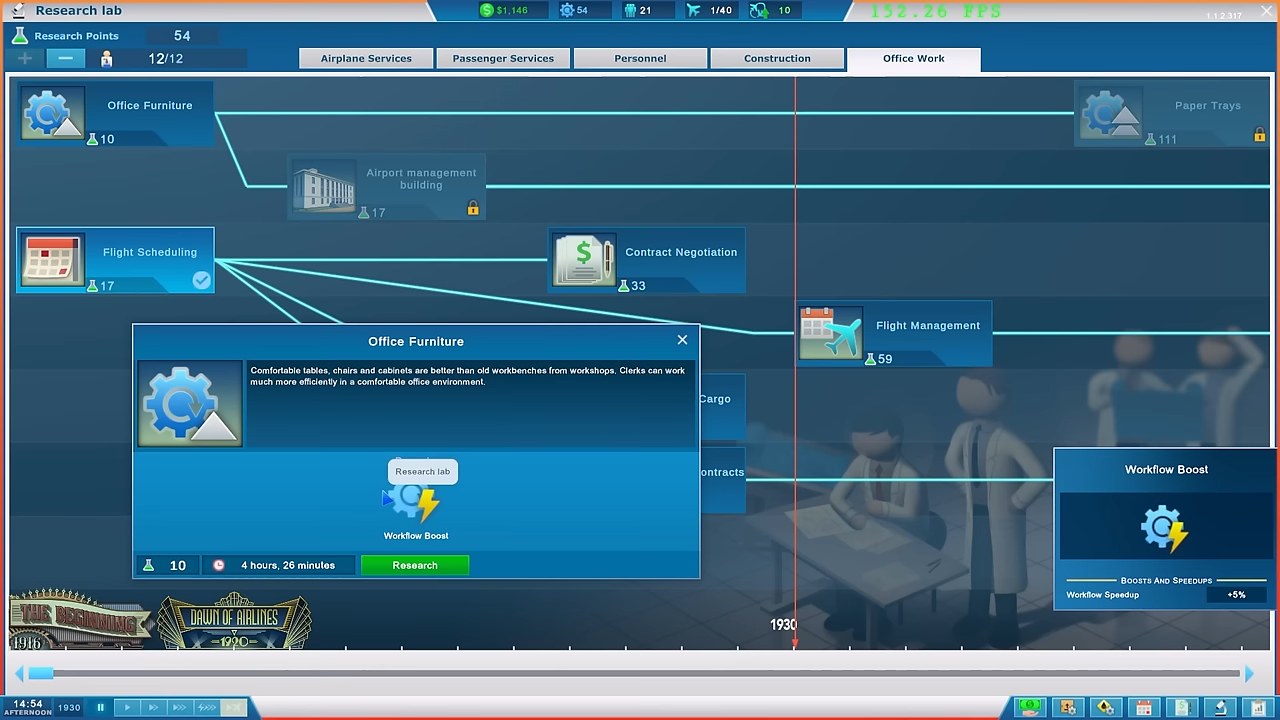 Research lab
$1,146
54
21
1/40
10
152.26 FPS
1.1.2.317
Research Points
54
12/12
Airplane Services
Passenger Services
Personnel
Construction
Office Work
Office Furniture
10
Paper Trays
111
Airport management
building
17
Flight Scheduling
17
Contract Negotiation
33
Flight Management
59
Cargo
ontracts
Office Furniture
Comfortable tables, chairs and cabinets are better than old workbenches from workshops. Clerks can work
much more efficiently in a comfortable office environment.
Research lab
Workflow Boost
10
4 hours, 26 minutes
Research
Workflow Boost
Boosts And Speedups
Workflow Speedup
+5%
THE BEGINNING
1916
DAWN OF AIRLINES
1920
1930
14:54
AFTERNOON
1930